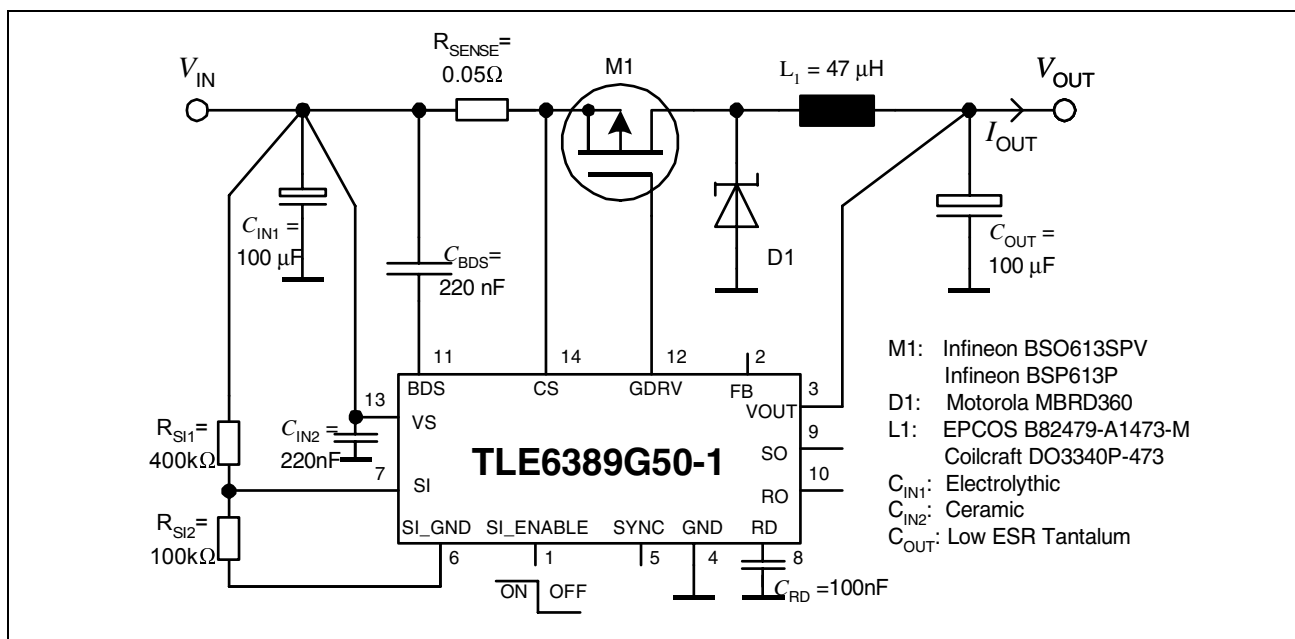 R_SENSE=
0.05Ω
V_IN
M1
L₁ = 47 μH
V_OUT
I_OUT
C_IN1 =
100 μF
C_BDS=
220 nF
D1
C_OUT =
100 μF
11
14
12
2
BDS
CS
GDRV
FB
13
VS
3
VOUT
R_SI1=
400kΩ
C_IN2 =
220nF
9
SO
7
SI
TLE6389G50-1
10
RO
R_SI2=
100kΩ
SI_GND
SI_ENABLE
SYNC
GND
RD
6
1
5
4
8
ON
OFF
C_RD =100nF
M1: Infineon BSO613SPV
Infineon BSP613P
D1: Motorola MBRD360
L1: EPCOS B82479-A1473-M
Coilcraft DO3340P-473
C_IN1: Electrolythic
C_IN2: Ceramic
C_OUT: Low ESR Tantalum